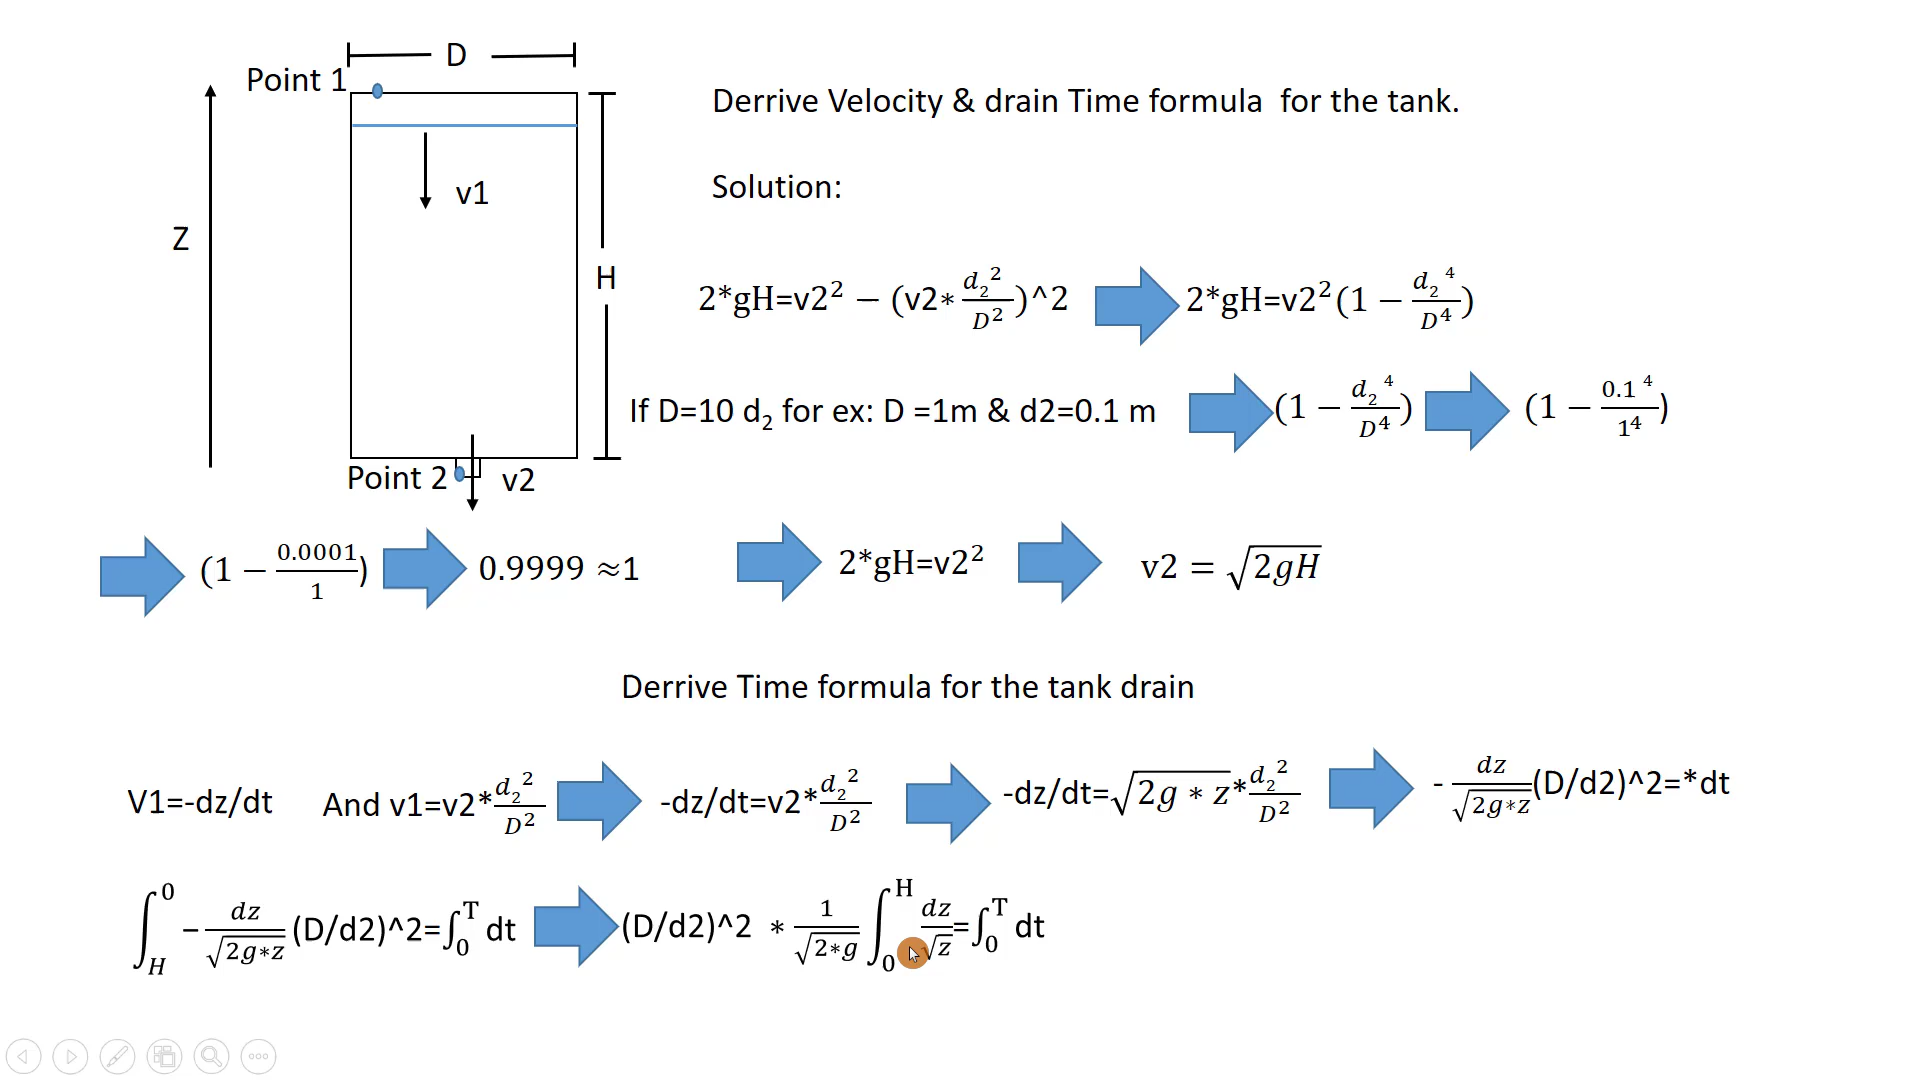 D
Point 1
Derrive Velocity & drain Time formula for the tank.
v1
Solution:
Z
H
2*gH=v2² − (v2* d₂²/D²)^2
2*gH=v2²(1 − d₂⁴/D⁴)
If D=10 d₂ for ex: D =1m & d2=0.1 m
(1 − d₂⁴/D⁴)
(1 − 0.1⁴/1⁴)
Point 2
v2
(1 − 0.0001/1)
0.9999 ≈1
2*gH=v2²
v2 = √2gH
Derrive Time formula for the tank drain
V1=-dz/dt
And v1=v2* d₂²/D²
-dz/dt=v2* d₂²/D²
-dz/dt=√(2g * z)* d₂²/D²
- dz/√(2g*z) (D/d2)^2=*dt
∫_H^0 − dz/√(2g*z) (D/d2)^2=∫_0^T dt
(D/d2)^2 * 1/√(2*g) ∫_0^H dz/√z=∫_0^T dt